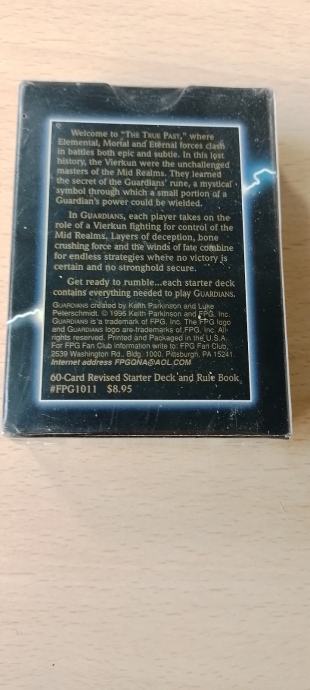 Welcome to "THE TRUE PAST," where
Elemental, Mortal and Eternal forces clash
in battles both epic and subtle. In this lost
history, the Vierkun were the unchallenged
masters of the Mid Realms. They learned
the secret of the Guardians' rune, a mystical
symbol through which a small portion of a
Guardian's power could be wielded.
In GUARDIANS, each player takes on the
role of a Vierkun fighting for control of the
Mid Realms. Layers of deception, bone
crushing force and the winds of fate combine
for endless strategies where no victory is
certain and no stronghold secure.
Get ready to rumble...each starter deck
contains everything needed to play GUARDIANS.
GUARDIANS created by Keith Parkinson and Luke
Peterschmidt. © 1996 Keith Parkinson and FPG, Inc.
GUARDIANS is a trademark of FPG, Inc. The FPG logo
and GUARDIANS logo are trademarks of FPG, Inc. All
rights reserved. Printed and Packaged in the U.S.A.
For FPG Fan Club information write to: FPG Fan Club,
2539 Washington Rd., Bldg. 1000, Pittsburgh, PA 15241.
Internet address FPGQNA@AOL.COM
60-Card Revised Starter Deck and Rule Book
#FPG1011 $8.95